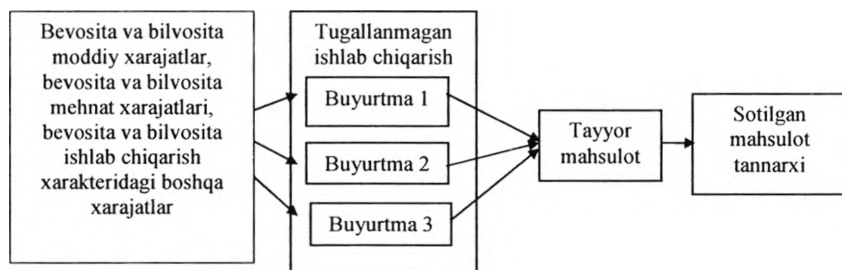 Bevosita va bilvosita
moddiy xarajatlar,
bevosita va bilvosita
mehnat xarajatlari,
bevosita va bilvosita
ishlab chiqarish
xarakteridagi boshqa
xarajatlar
Tugallanmagan
ishlab chiqarish
Buyurtma 1
Buyurtma 2
Buyurtma 3
Tayyor
mahsulot
Sotilgan
mahsulot
tannarxi